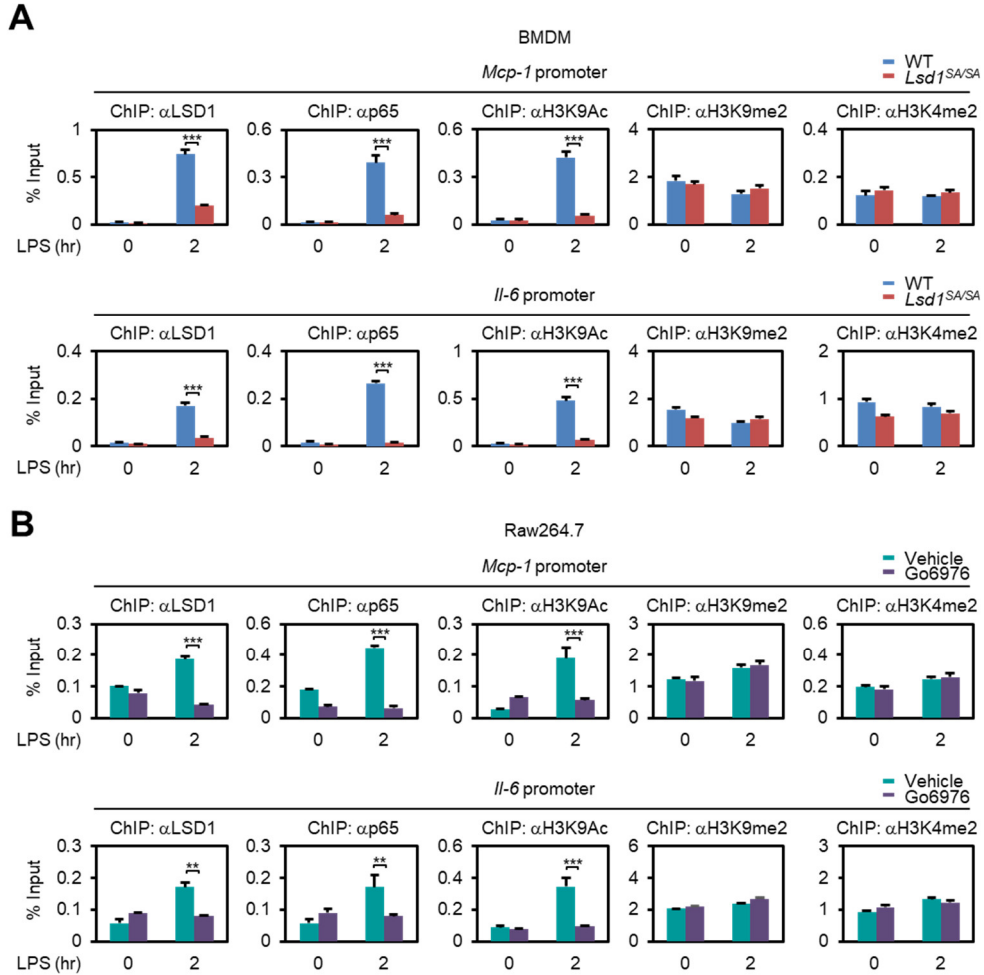 A
BMDM
Mcp-1 promoter
WT
Lsd1SA/SA
ChIP: αLSD1 ChIP: αp65 ChIP: αH3K9Ac ChIP: αH3K9me2 ChIP: αH3K4me2
% Input
1 0.5 0
0.6 0.3 0
0.6 0.3 0
4 2 0
0.4 0.2 0
*** *** ***
LPS (hr) 0 2 0 2 0 2 0 2 0 2
Il-6 promoter
WT
Lsd1SA/SA
ChIP: αLSD1 ChIP: αp65 ChIP: αH3K9Ac ChIP: αH3K9me2 ChIP: αH3K4me2
% Input
0.4 0.2 0
0.4 0.2 0
1 0.5 0
4 2 0
2 1 0
*** *** ***
LPS (hr) 0 2 0 2 0 2 0 2 0 2
B
Raw264.7
Mcp-1 promoter
Vehicle
Go6976
ChIP: αLSD1 ChIP: αp65 ChIP: αH3K9Ac ChIP: αH3K9me2 ChIP: αH3K4me2
% Input
0.3 0.2 0.1 0
0.6 0.4 0.2 0
0.3 0.2 0.1 0
3 2 1 0
0.6 0.4 0.2 0
*** *** ***
LPS (hr) 0 2 0 2 0 2 0 2 0 2
Il-6 promoter
Vehicle
Go6976
ChIP: αLSD1 ChIP: αp65 ChIP: αH3K9Ac ChIP: αH3K9me2 ChIP: αH3K4me2
% Input
0.3 0.2 0.1 0
0.3 0.2 0.1 0
0.6 0.4 0.2 0
6 4 2 0
3 2 1 0
** ** ***
LPS (hr) 0 2 0 2 0 2 0 2 0 2